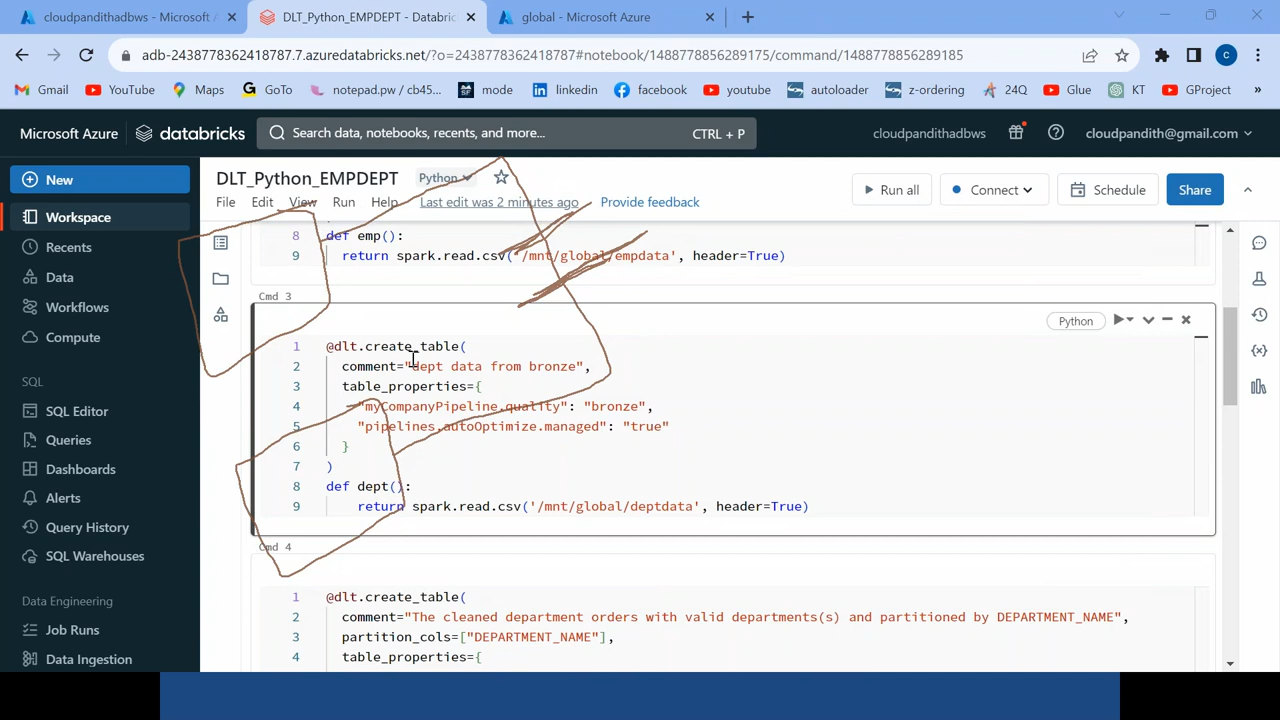 cloudpandithadbws - Microsoft A
DLT_Python_EMPDEPT - Databric
global - Microsoft Azure
adb-2438778362418787.7.azuredatabricks.net/?o=2438778362418787#notebook/1488778856289175/command/1488778856289185
Gmail
YouTube
Maps
GoTo
notepad.pw / cb45...
mode
linkedin
facebook
youtube
autoloader
z-ordering
24Q
Glue
KT
GProject
»
Microsoft Azure
databricks
Search data, notebooks, recents, and more...
CTRL + P
cloudpandithadbws
cloudpandith@gmail.com
New
Workspace
Recents
Data
Workflows
Compute
SQL
SQL Editor
Queries
Dashboards
Alerts
Query History
SQL Warehouses
Data Engineering
Job Runs
Data Ingestion
DLT_Python_EMPDEPT
Python
File Edit View Run Help
Last edit was 2 minutes ago
Provide feedback
Run all
Connect
Schedule
Share
8 def emp():
9 return spark.read.csv('/mnt/global/empdata', header=True)
Cmd 3
Python
1 @dlt.create_table(
2 comment="dept data from bronze",
3 table_properties={
4 "myCompanyPipeline.quality": "bronze",
5 "pipelines.autoOptimize.managed": "true"
6 }
7 )
8 def dept():
9 return spark.read.csv('/mnt/global/deptdata', header=True)
Cmd 4
1 @dlt.create_table(
2 comment="The cleaned department orders with valid departments(s) and partitioned by DEPARTMENT_NAME",
3 partition_cols=["DEPARTMENT_NAME"],
4 table_properties={